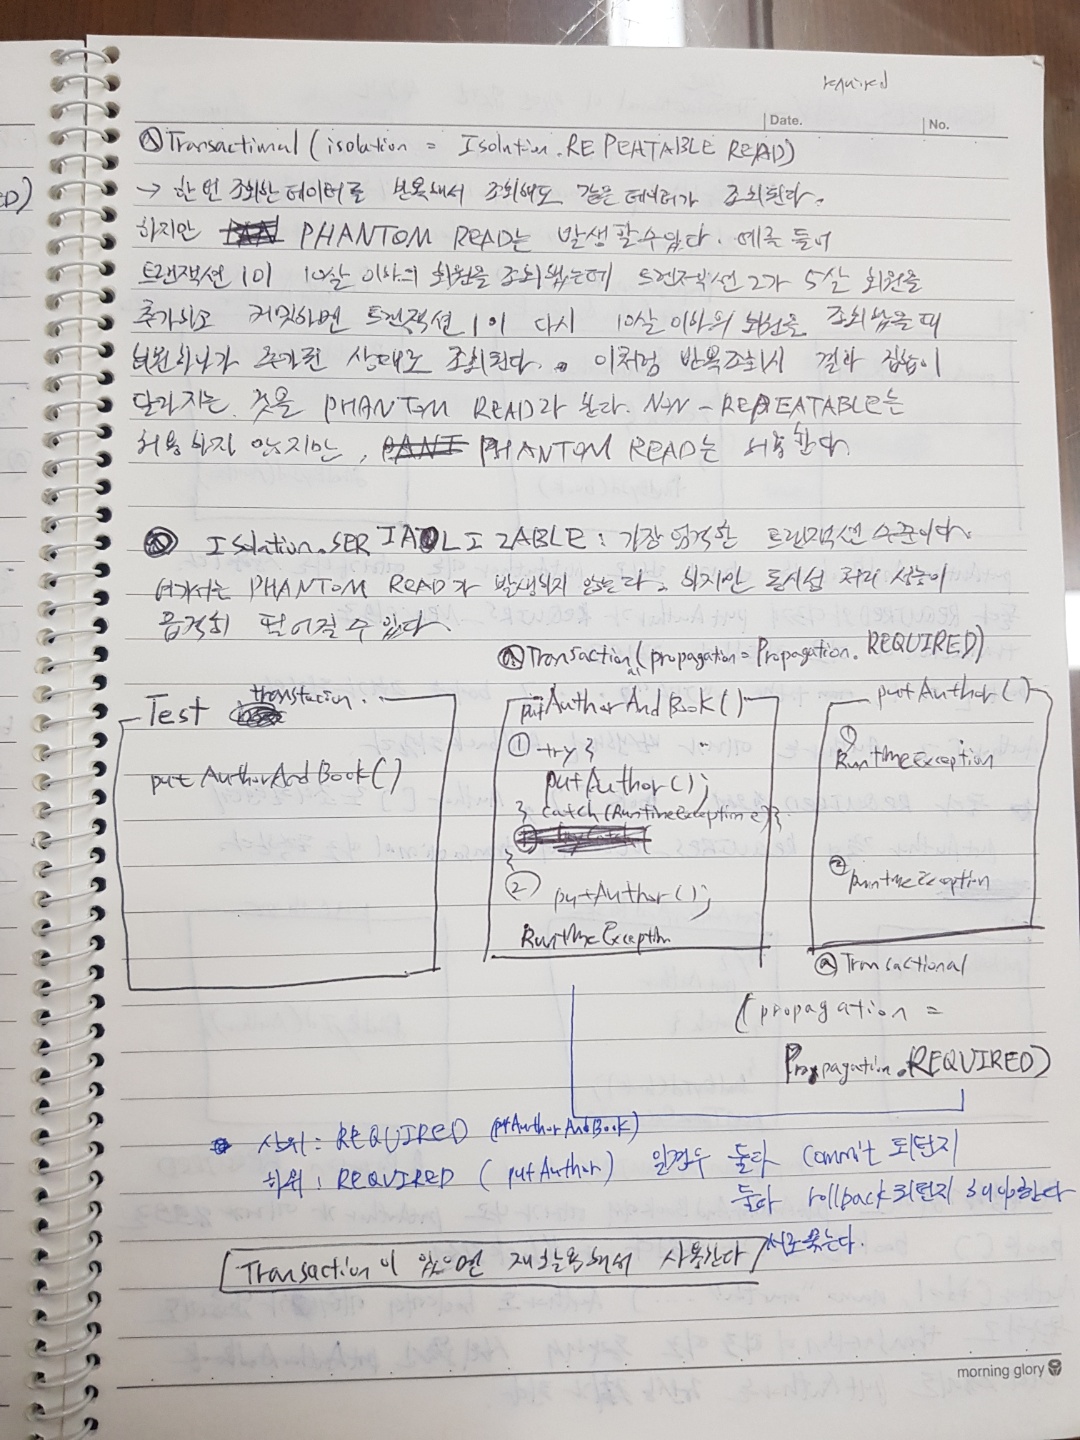 required
Date.
No.
ⓐ Transactional (isolation = Isolation.REPEATABLE READ)
→ 한번 조회한 데이터를 반복해서 조회해도 같은 데이터가 조회된다.
하지만 PHANTOM READ는 발생할 수 있다. 예를 들어
트랜잭션 1이 10살 이하의 회원을 조회했는데 트랜잭션 2가 5살 회원을
추가하고 커밋하면 트랜잭션 1이 다시 10살 이하의 회원을 조회했을 때
회원 하나가 추가된 상태로 조회된다. 이처럼 반복 조회시 결과 집합이
달라지는 것을 PHANTOM READ라 한다. NON-REPEATABLE는
허용하지 않지만, PHANTOM READ는 허용한다.
Isolation.SERIALIZABLE : 가장 엄격한 트랜잭션 수준이다.
여기서는 PHANTOM READ가 발생하지 않는다. 하지만 동시성 처리 성능이
급격히 떨어질 수 있다.
ⓐ Transactional (propagation = Propagation.REQUIRED)
Test
putAuthorAndBook()
putAuthorAndBook()
① try {
putAuthor();
} catch (RuntimeException e) {
}
② putAuthor();
RuntimeException
putAuthor()
① RuntimeException
② RuntimeException
ⓐ Transactional
(propagation =
Propagation.REQUIRED)
상위 : REQUIRED (putAuthorAndBook)
하위 : REQUIRED (putAuthor) 일 경우 둘다 commit 되던지
둘다 rollback 되던지 해야한다
Transaction이 있으면 재활용해서 사용한다
서로 묶는다.
morning glory